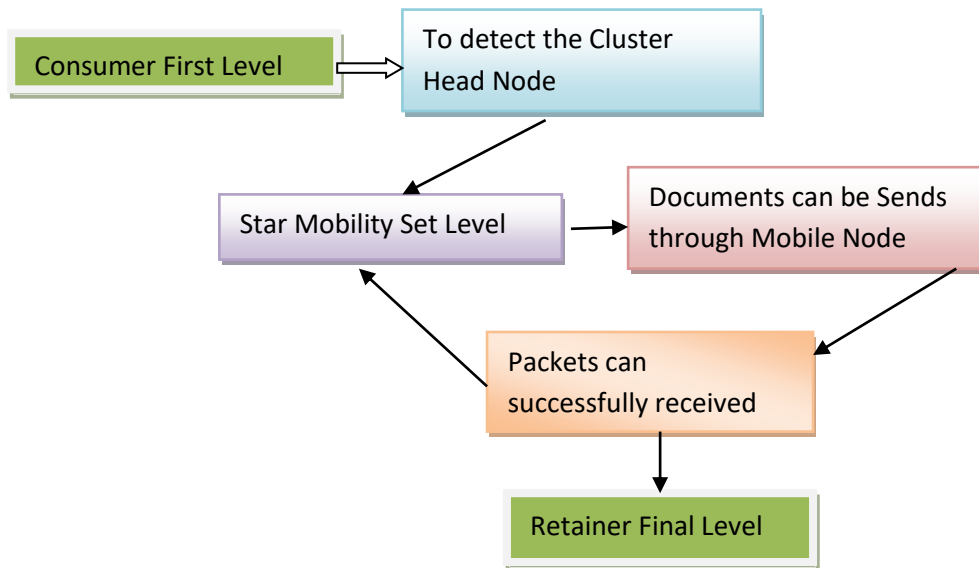 Consumer First Level
To detect the Cluster
Head Node
Star Mobility Set Level
Documents can be Sends
through Mobile Node
Packets can
successfully received
Retainer Final Level